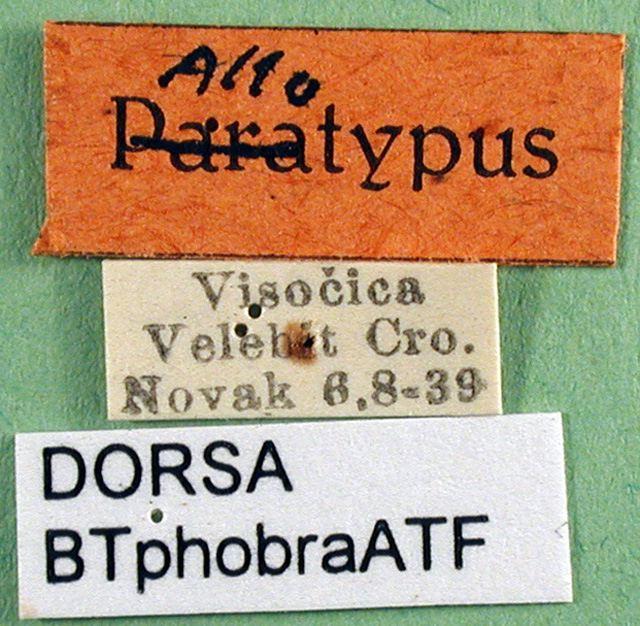 Allo
Paratypus
Visočica
Velebit Cro.
Novak 6.8-39
DORSA
BTphobraATF